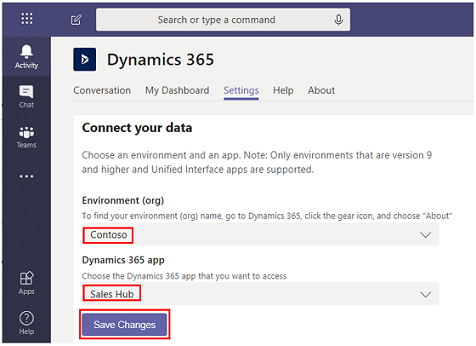 Search or type a command
Dynamics 365
Activity
Conversation My Dashboard Settings Help About
Chat
Teams
Connect your data
Choose an environment and an app. Note: Only environments that are version 9
and higher and Unified Interface apps are supported.
Environment (org)
To find your environment (org) name, go to Dynamics 365, click the gear icon, and choose "About"
Contoso
Dynamics 365 app
Choose the Dynamics 365 app that you want to access
Sales Hub
Apps
Save Changes
Help